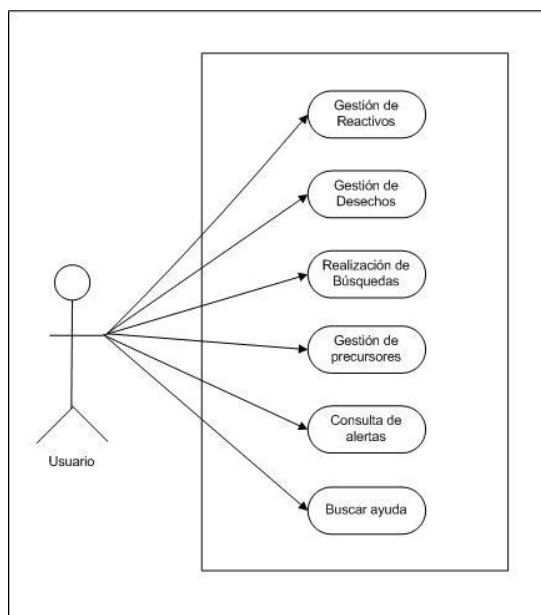 Gestión de
Reactivos
Gestión de
Desechos
Realización de
Búsquedas
Gestión de
precursores
Consulta de
alertas
Buscar ayuda
Usuario